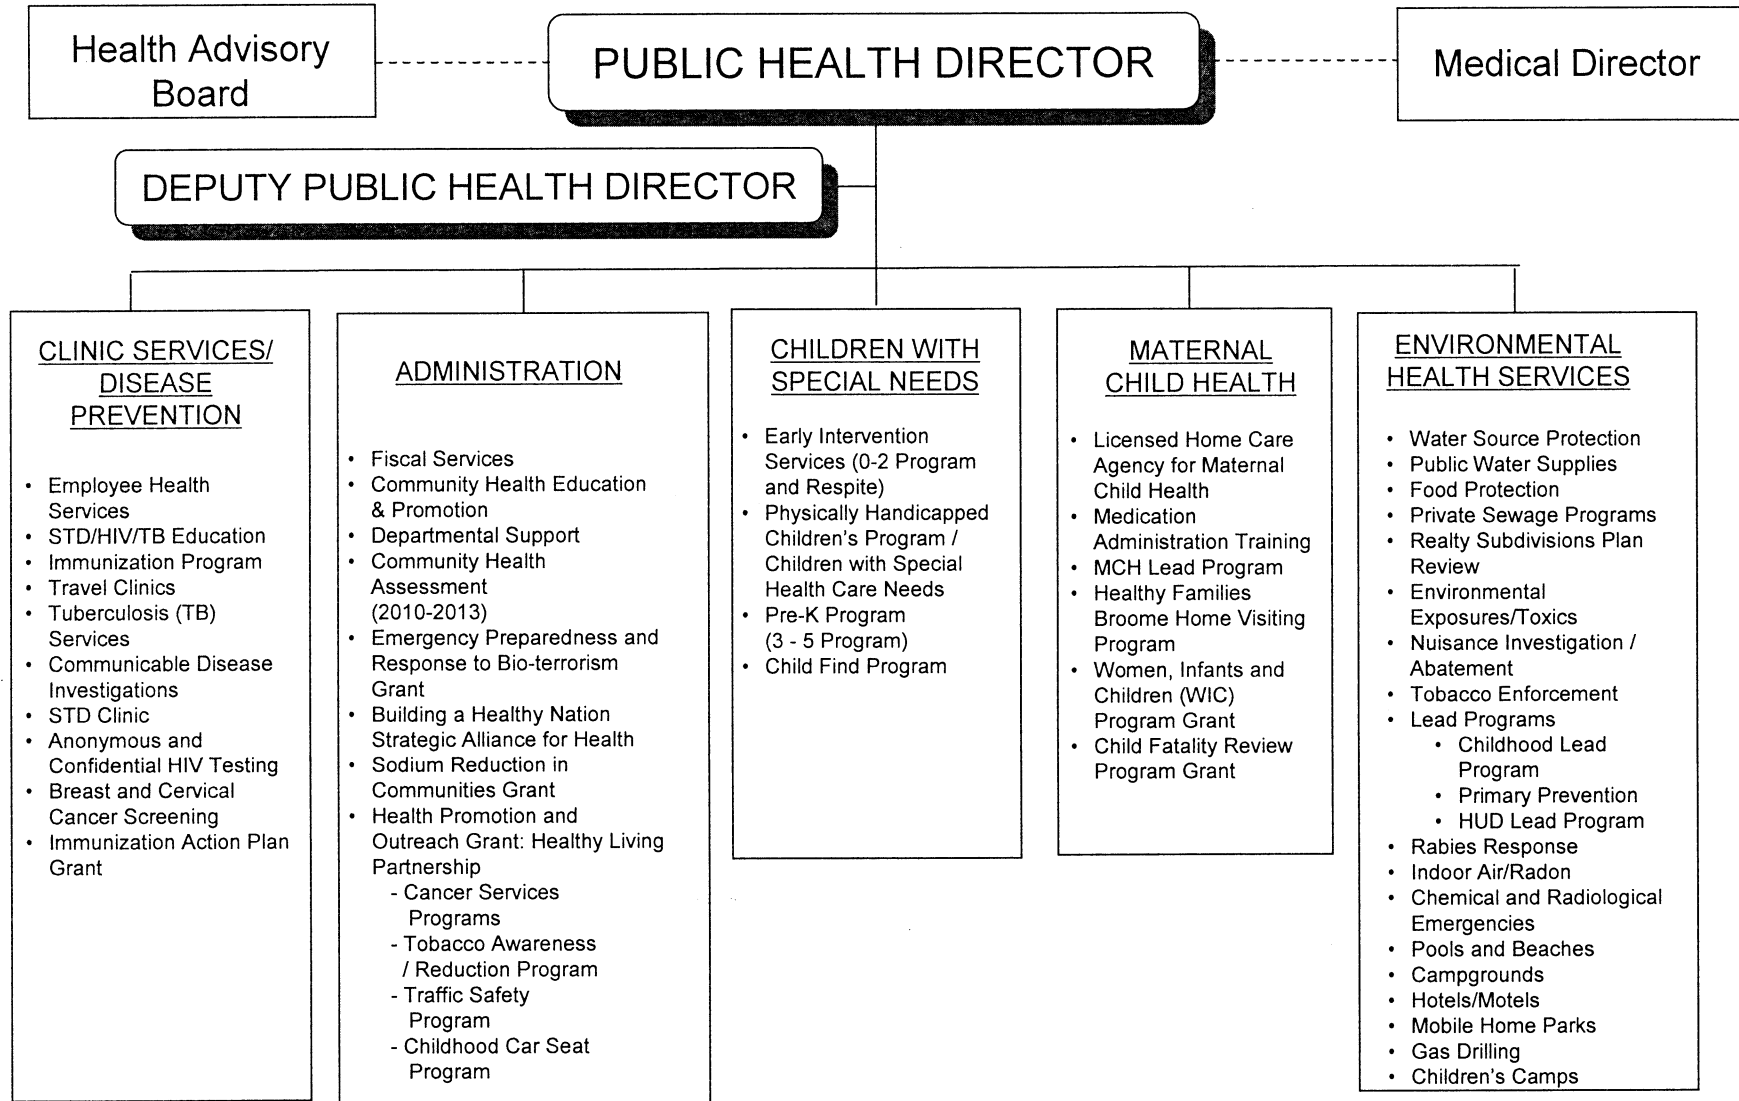 Health Advisory
Board
PUBLIC HEALTH DIRECTOR
Medical Director
DEPUTY PUBLIC HEALTH DIRECTOR
CLINIC SERVICES/
DISEASE
PREVENTION
• Employee Health
Services
• STD/HIV/TB Education
• Immunization Program
• Travel Clinics
• Tuberculosis (TB)
Services
• Communicable Disease
Investigations
• STD Clinic
• Anonymous and
Confidential HIV Testing
• Breast and Cervical
Cancer Screening
• Immunization Action Plan
Grant
ADMINISTRATION
• Fiscal Services
• Community Health Education
& Promotion
• Departmental Support
• Community Health
Assessment
(2010-2013)
• Emergency Preparedness and
Response to Bio-terrorism
Grant
• Building a Healthy Nation
Strategic Alliance for Health
• Sodium Reduction in
Communities Grant
• Health Promotion and
Outreach Grant: Healthy Living
Partnership
- Cancer Services
Programs
- Tobacco Awareness
/ Reduction Program
- Traffic Safety
Program
- Childhood Car Seat
Program
CHILDREN WITH
SPECIAL NEEDS
• Early Intervention
Services (0-2 Program
and Respite)
• Physically Handicapped
Children's Program /
Children with Special
Health Care Needs
• Pre-K Program
(3 - 5 Program)
• Child Find Program
MATERNAL
CHILD HEALTH
• Licensed Home Care
Agency for Maternal
Child Health
• Medication
Administration Training
• MCH Lead Program
• Healthy Families
Broome Home Visiting
Program
• Women, Infants and
Children (WIC)
Program Grant
• Child Fatality Review
Program Grant
ENVIRONMENTAL
HEALTH SERVICES
• Water Source Protection
• Public Water Supplies
• Food Protection
• Private Sewage Programs
• Realty Subdivisions Plan
Review
• Environmental
Exposures/Toxics
• Nuisance Investigation /
Abatement
• Tobacco Enforcement
• Lead Programs
• Childhood Lead
Program
• Primary Prevention
• HUD Lead Program
• Rabies Response
• Indoor Air/Radon
• Chemical and Radiological
Emergencies
• Pools and Beaches
• Campgrounds
• Hotels/Motels
• Mobile Home Parks
• Gas Drilling
• Children's Camps